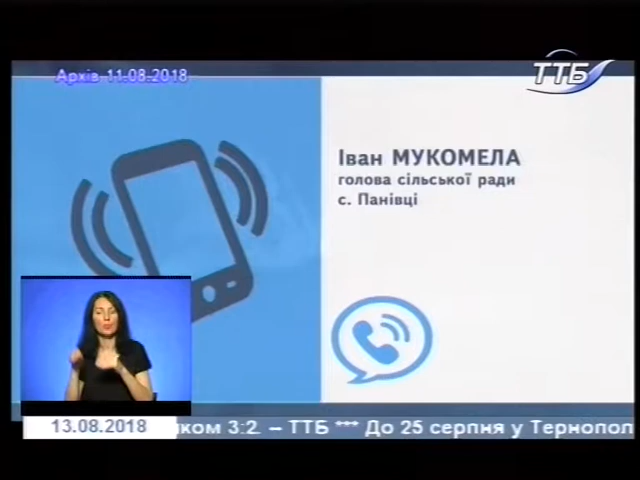 Архів 11.08.2018
ТТБ
Іван МУКОМЕЛА
голова сільської ради
с. Панівці
13.08.2018
ком 3:2. – ТТБ *** До 25 серпня у Тернопол